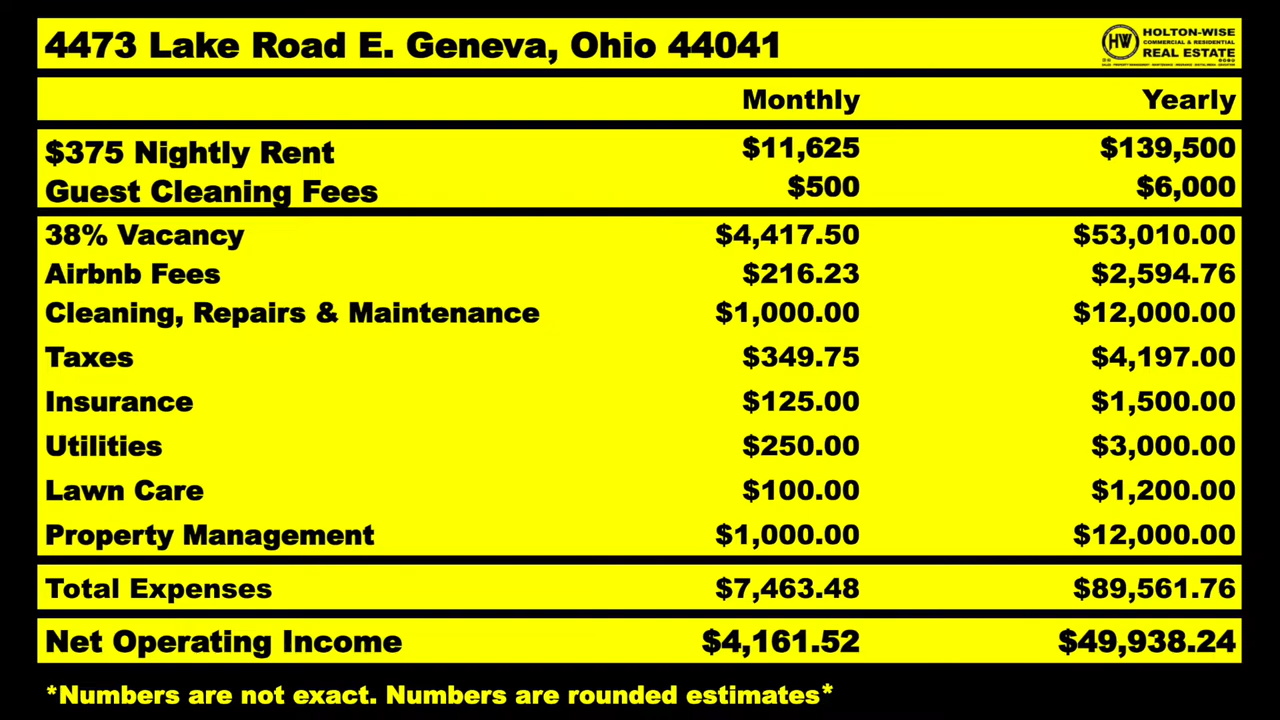 4473 Lake Road E. Geneva, Ohio 44041
HOLTON-WISE
COMMERCIAL & RESIDENTIAL
REAL ESTATE
HW
Monthly Yearly
$375 Nightly Rent $11,625 $139,500
Guest Cleaning Fees $500 $6,000
38% Vacancy $4,417.50 $53,010.00
Airbnb Fees $216.23 $2,594.76
Cleaning, Repairs & Maintenance $1,000.00 $12,000.00
Taxes $349.75 $4,197.00
Insurance $125.00 $1,500.00
Utilities $250.00 $3,000.00
Lawn Care $100.00 $1,200.00
Property Management $1,000.00 $12,000.00
Total Expenses $7,463.48 $89,561.76
Net Operating Income $4,161.52 $49,938.24
*Numbers are not exact. Numbers are rounded estimates*